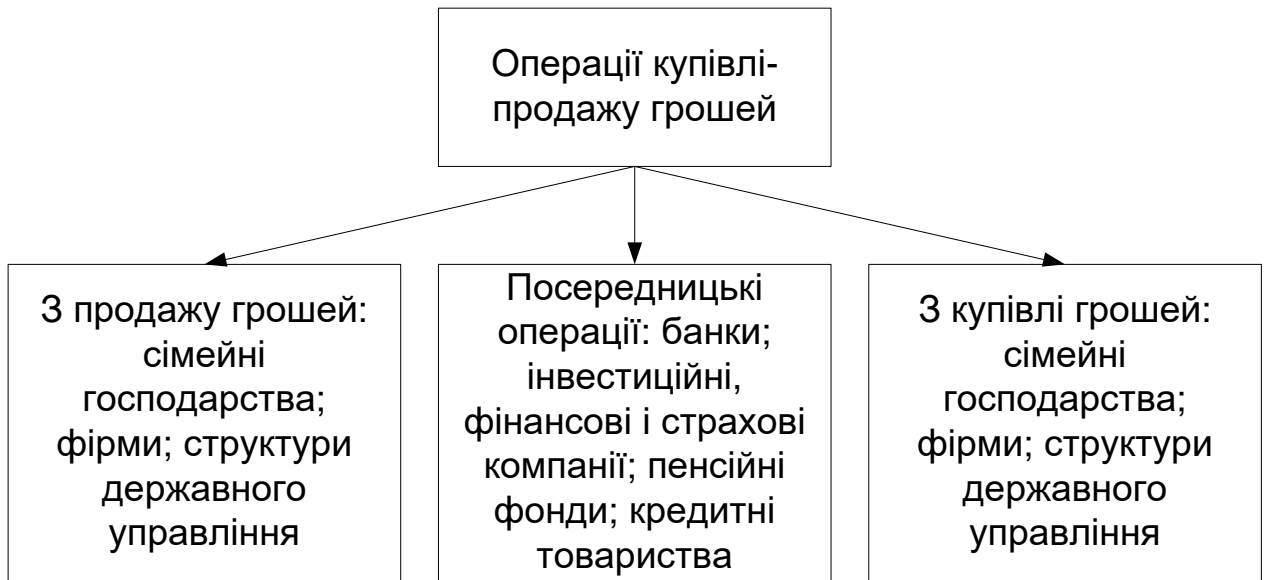 Операції купівлі-
продажу грошей
З продажу грошей:
сімейні
господарства;
фірми; структури
державного
управління
Посередницькі
операції: банки;
інвестиційні,
фінансові і страхові
компанії; пенсійні
фонди; кредитні
товариства
З купівлі грошей:
сімейні
господарства;
фірми; структури
державного
управління